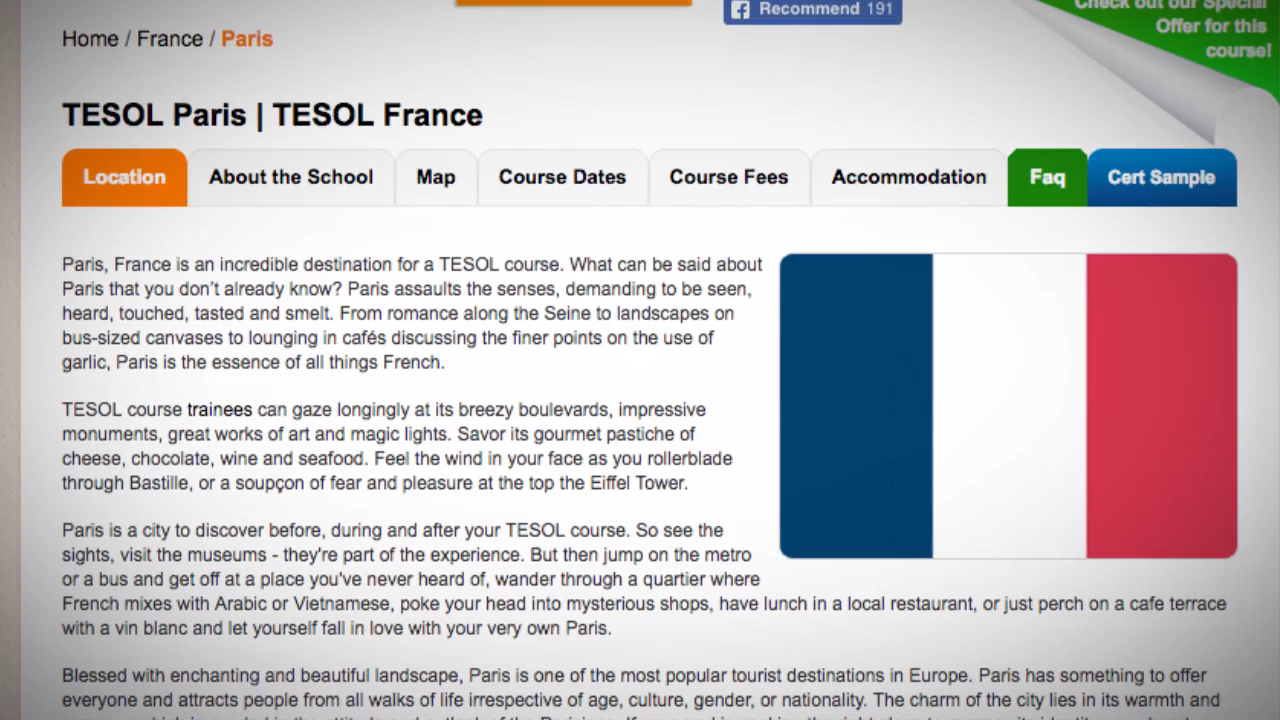 Recommend 191
Check out our Special
Offer for this
course!
Home / France / Paris
TESOL Paris | TESOL France
Location About the School Map Course Dates Course Fees Accommodation Faq Cert Sample
Paris, France is an incredible destination for a TESOL course. What can be said about
Paris that you don't already know? Paris assaults the senses, demanding to be seen,
heard, touched, tasted and smelt. From romance along the Seine to landscapes on
bus-sized canvases to lounging in cafés discussing the finer points on the use of
garlic, Paris is the essence of all things French.
TESOL course trainees can gaze longingly at its breezy boulevards, impressive
monuments, great works of art and magic lights. Savor its gourmet pastiche of
cheese, chocolate, wine and seafood. Feel the wind in your face as you rollerblade
through Bastille, or a soupçon of fear and pleasure at the top the Eiffel Tower.
Paris is a city to discover before, during and after your TESOL course. So see the
sights, visit the museums - they're part of the experience. But then jump on the metro
or a bus and get off at a place you've never heard of, wander through a quartier where
French mixes with Arabic or Vietnamese, poke your head into mysterious shops, have lunch in a local restaurant, or just perch on a cafe terrace
with a vin blanc and let yourself fall in love with your very own Paris.
Blessed with enchanting and beautiful landscape, Paris is one of the most popular tourist destinations in Europe. Paris has something to offer
everyone and attracts people from all walks of life irrespective of age, culture, gender, or nationality. The charm of the city lies in its warmth and